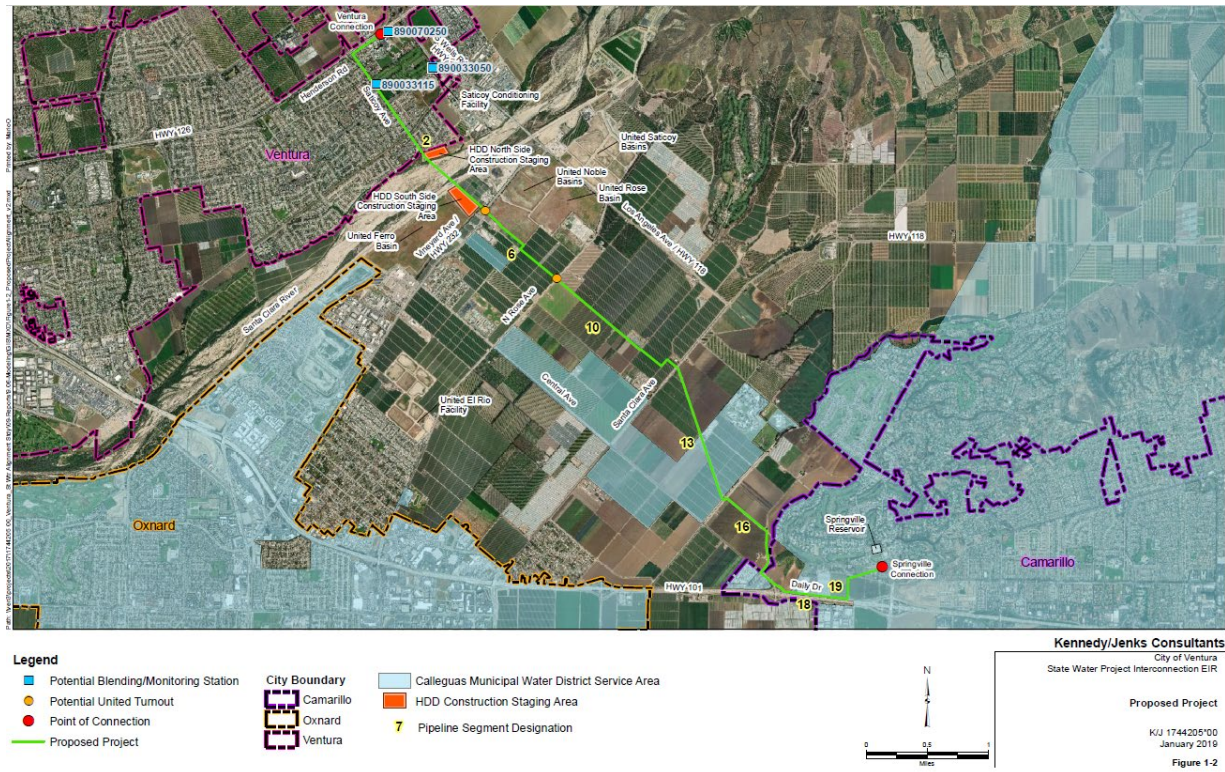 Ventura
Connection
890070250
890033050
890033115
Henderson Rd
Saticoy Ave
HWY 126
Saticoy Conditioning
Facility
Ventura
2
HDD North Side
Construction Staging
Area
United Saticoy
Basins
United Noble
Basins
United Rose
Basin
HDD South Side
Construction Staging
Area
United Ferro
Basin
Vineyard Ave /
HWY 232
Los Angeles Ave / HWY 118
HWY 118
6
N Rose Ave
10
Santa Clara River
Central Ave
Santa Clara Ave
United El Rio
Facility
13
Oxnard
16
Springville
Reservoir
Springville
Connection
Camarillo
HWY 101
Daily Dr
19
18
Legend
Potential Blending/Monitoring Station
Potential United Turnout
Point of Connection
Proposed Project
City Boundary
Camarillo
Oxnard
Ventura
Calleguas Municipal Water District Service Area
HDD Construction Staging Area
7 Pipeline Segment Designation
N
0 0.5 1
Miles
Kennedy/Jenks Consultants
City of Ventura
State Water Project Interconnection EIR
Proposed Project
K/J 1744205*00
January 2019
Figure 1-2